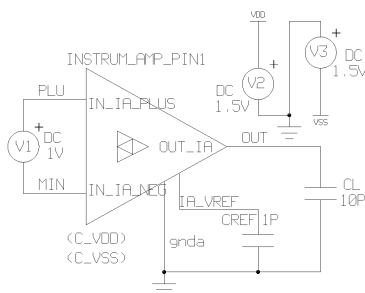 VDD
V3
DC
1.5v
INSTRUM_AMP_PIN1
V2
DC
1.5V
VSS
PLU
IN_IA_PLUS
V1
DC
1V
OUT_IA
OUT
MIN
IN_IA_NEG
IA_VREF
CL
10P
CREF 1P
(C_VDD)
(C_VSS)
gnda